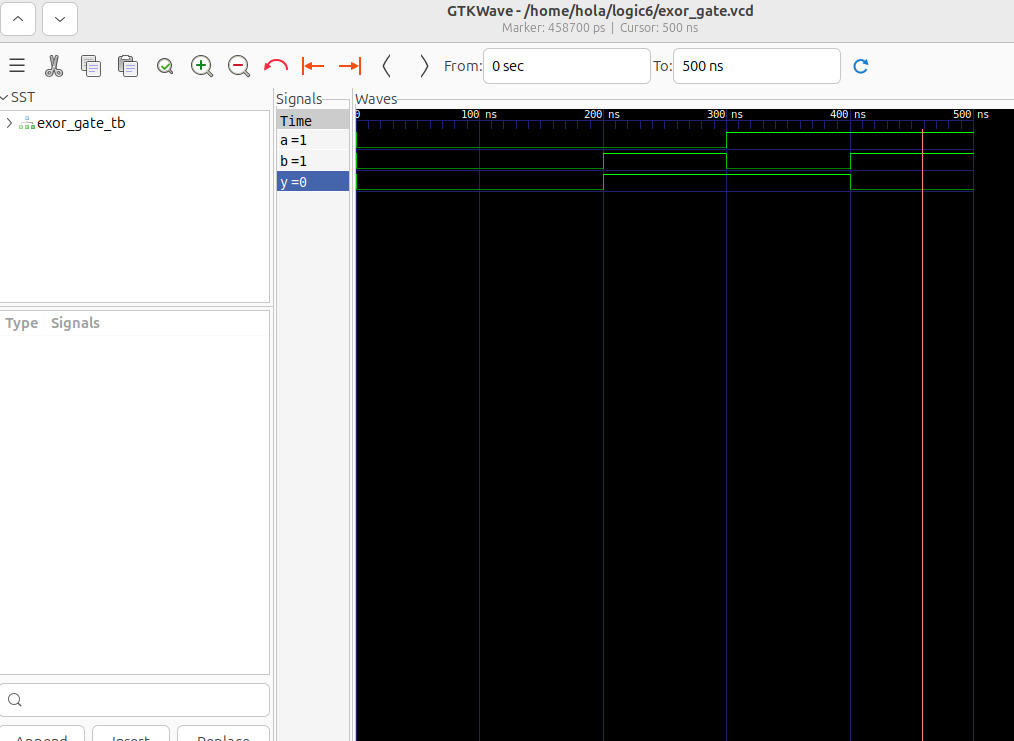 GTKWave - /home/hola/logic6/exor_gate.vcd
Marker: 458700 ps | Cursor: 500 ns
From: 0 sec To: 500 ns
SST
exor_gate_tb
Type Signals
Append Insert Replace
Signals
Time
a=1
b=1
y=0
Waves
0 100 ns 200 ns 300 ns 400 ns 500 ns